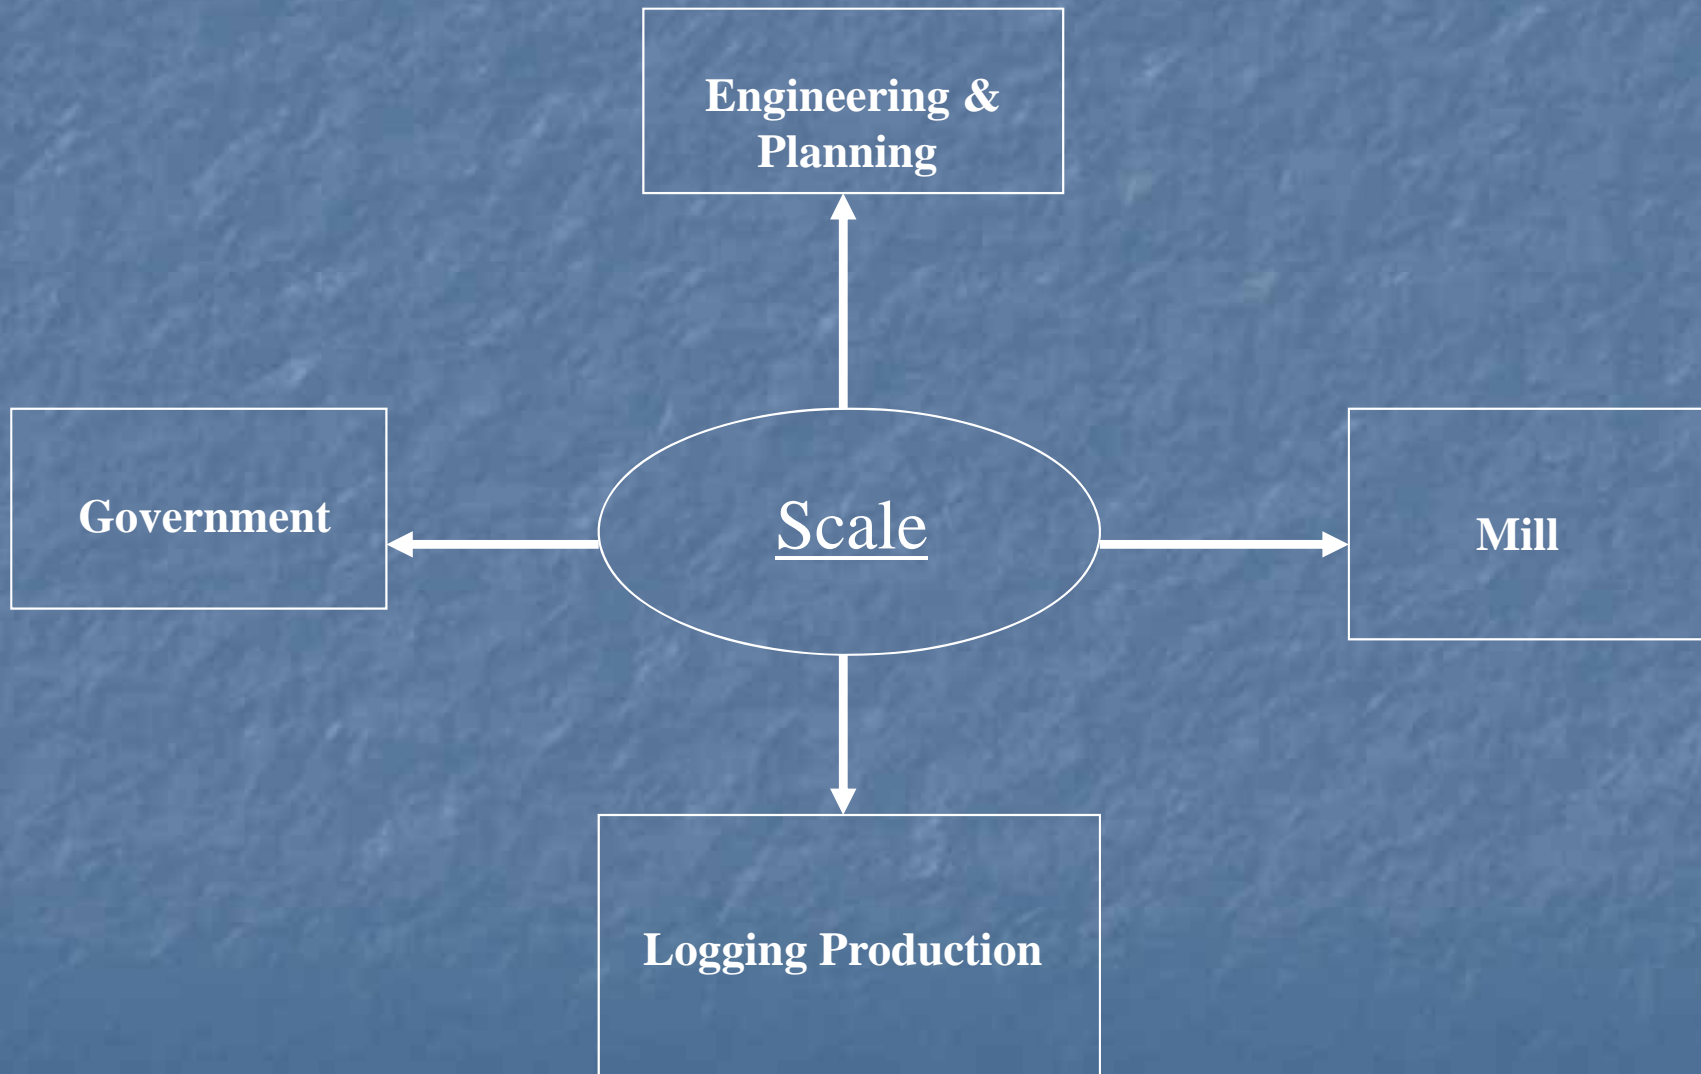 Engineering &
Planning
Government
Scale
Mill
Logging Production